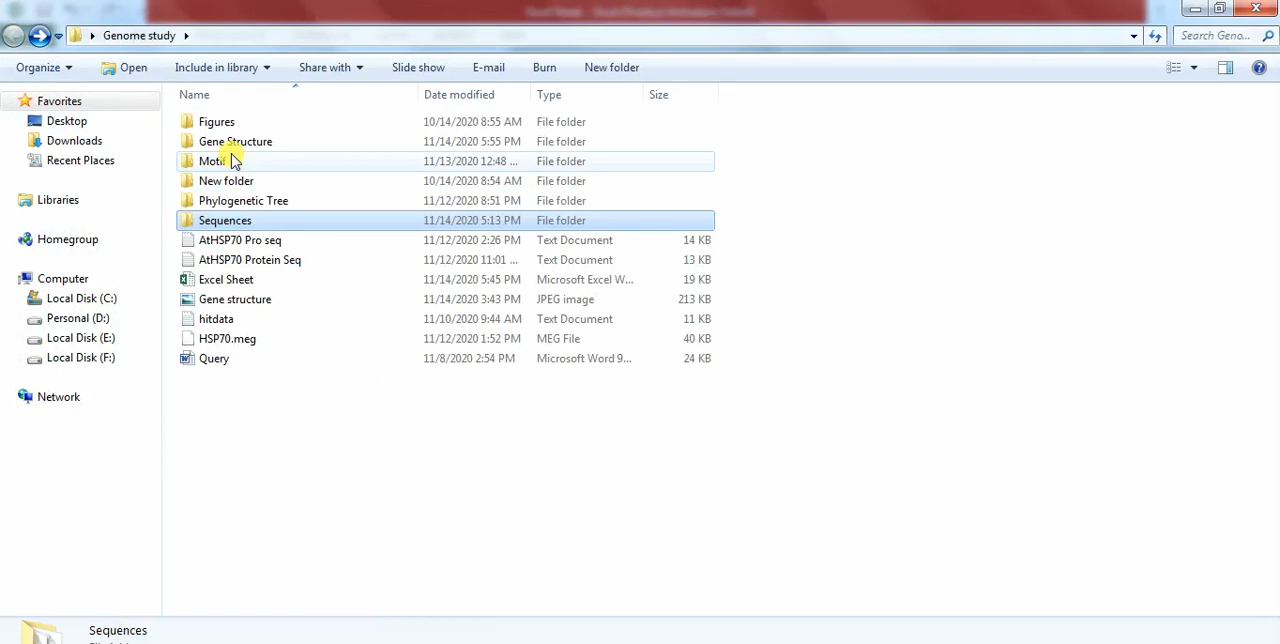 Genome study
Search Geno...
Organize Open Include in library Share with Slide show E-mail Burn New folder
Favorites
Desktop
Downloads
Recent Places
Libraries
Homegroup
Computer
Local Disk (C:)
Personal (D:)
Local Disk (E:)
Local Disk (F:)
Network
Name Date modified Type Size
Figures 10/14/2020 8:55 AM File folder
Gene Structure 11/14/2020 5:55 PM File folder
Motif 11/13/2020 12:48 ... File folder
New folder 10/14/2020 8:54 AM File folder
Phylogenetic Tree 11/12/2020 8:51 PM File folder
Sequences 11/14/2020 5:13 PM File folder
AtHSP70 Pro seq 11/12/2020 2:26 PM Text Document 14 KB
AtHSP70 Protein Seq 11/12/2020 11:01 ... Text Document 13 KB
Excel Sheet 11/14/2020 5:45 PM Microsoft Excel W... 19 KB
Gene structure 11/14/2020 3:43 PM JPEG image 213 KB
hitdata 11/10/2020 9:44 AM Text Document 11 KB
HSP70.meg 11/12/2020 1:52 PM MEG File 40 KB
Query 11/8/2020 2:54 PM Microsoft Word 9... 24 KB
Sequences